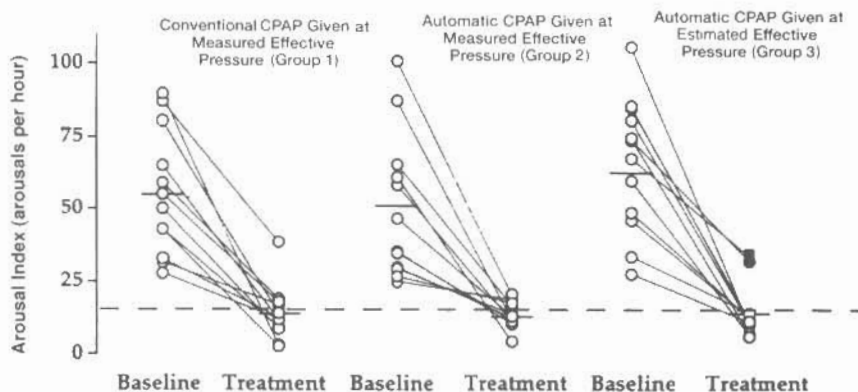 Conventional CPAP Given at
Measured Effective
Pressure (Group 1)
Automatic CPAP Given at
Measured Effective
Pressure (Group 2)
Automatic CPAP Given at
Estimated Effective
Pressure (Group 3)
Arousal Index (arousals per hour)
100
75
50
25
0
Baseline Treatment Baseline Treatment Baseline Treatment